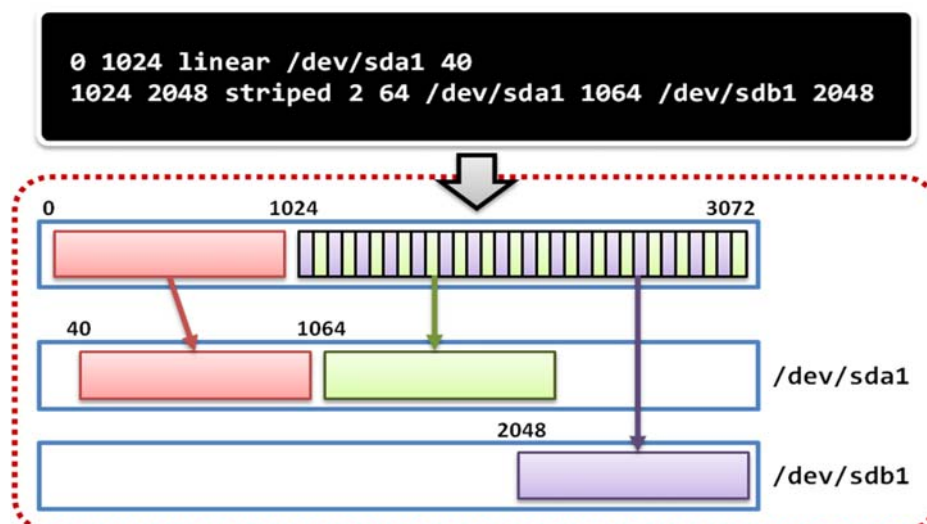 0 1024 linear /dev/sda1 40
1024 2048 striped 2 64 /dev/sda1 1064 /dev/sdb1 2048
0 1024 3072
40 1064
/dev/sda1
2048
/dev/sdb1